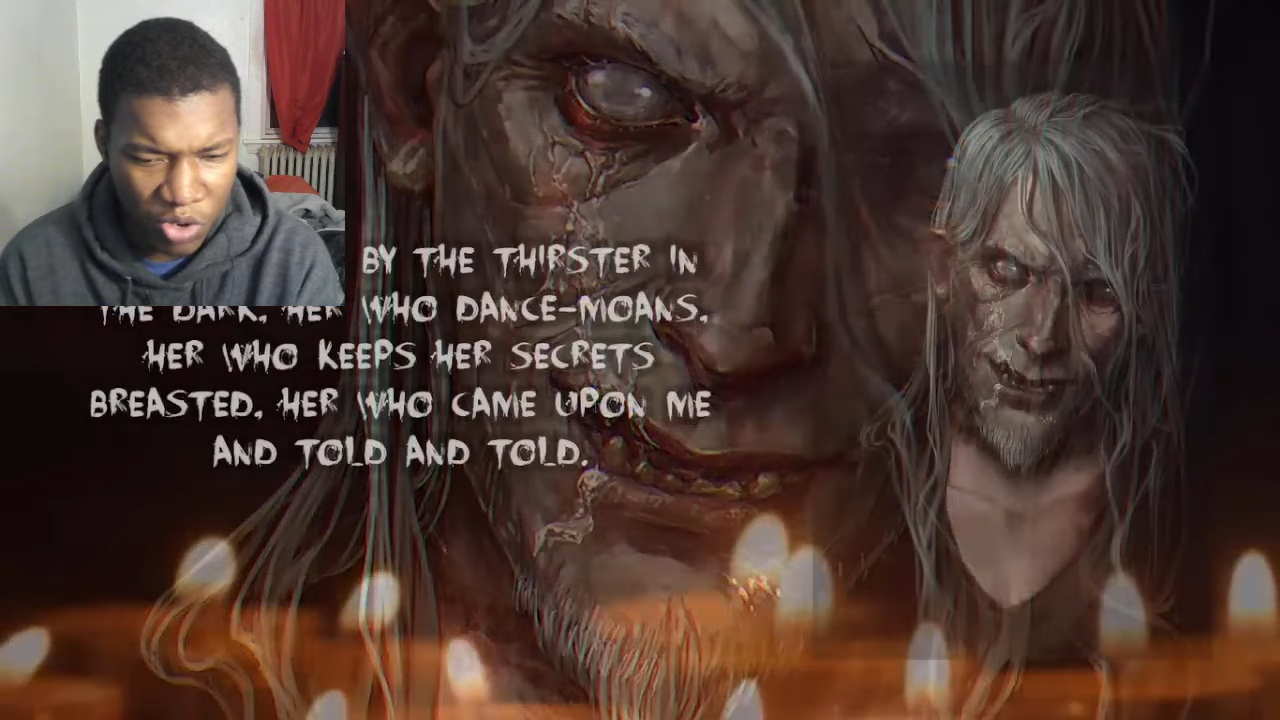 BY THE THIRSTER IN
THE DARK, HER WHO DANCE-MOANS,
HER WHO KEEPS HER SECRETS
BREASTED, HER WHO CAME UPON ME
AND TOLD AND TOLD.